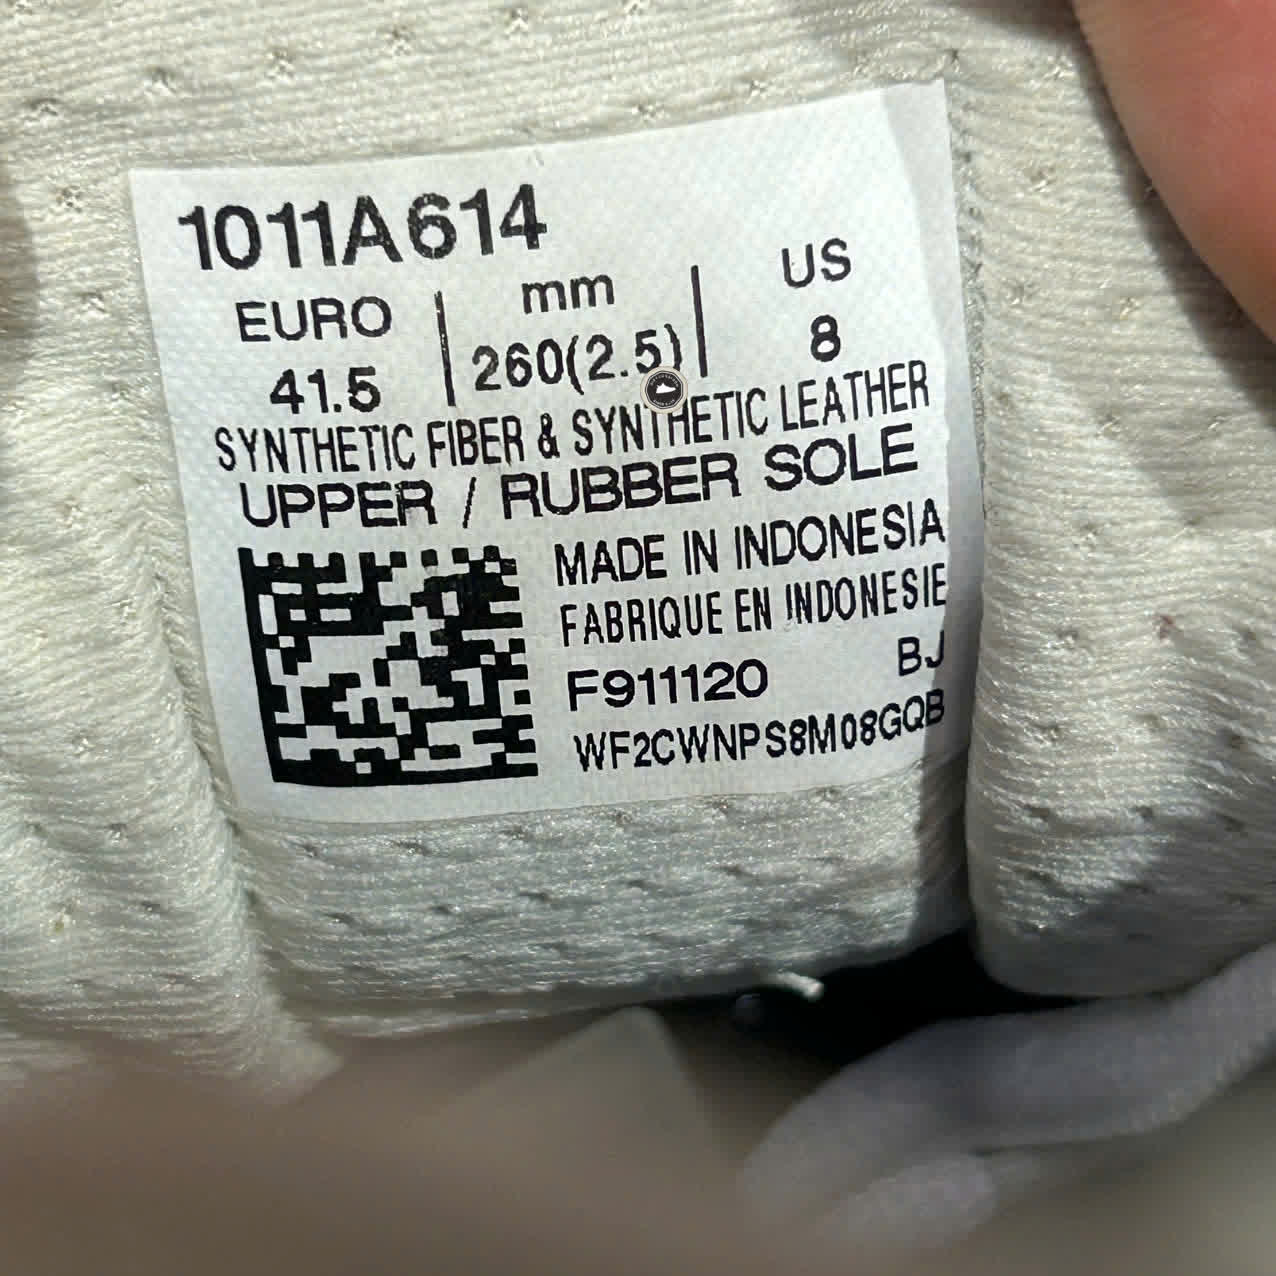 1011A614
EURO | mm | US
41.5 | 260(2.5) | 8
SYNTHETIC FIBER & SYNTHETIC LEATHER
UPPER / RUBBER SOLE
MADE IN INDONESIA
FABRIQUE EN INDONESIE
F911120 BJ
WF2CWNPS8M08GQB